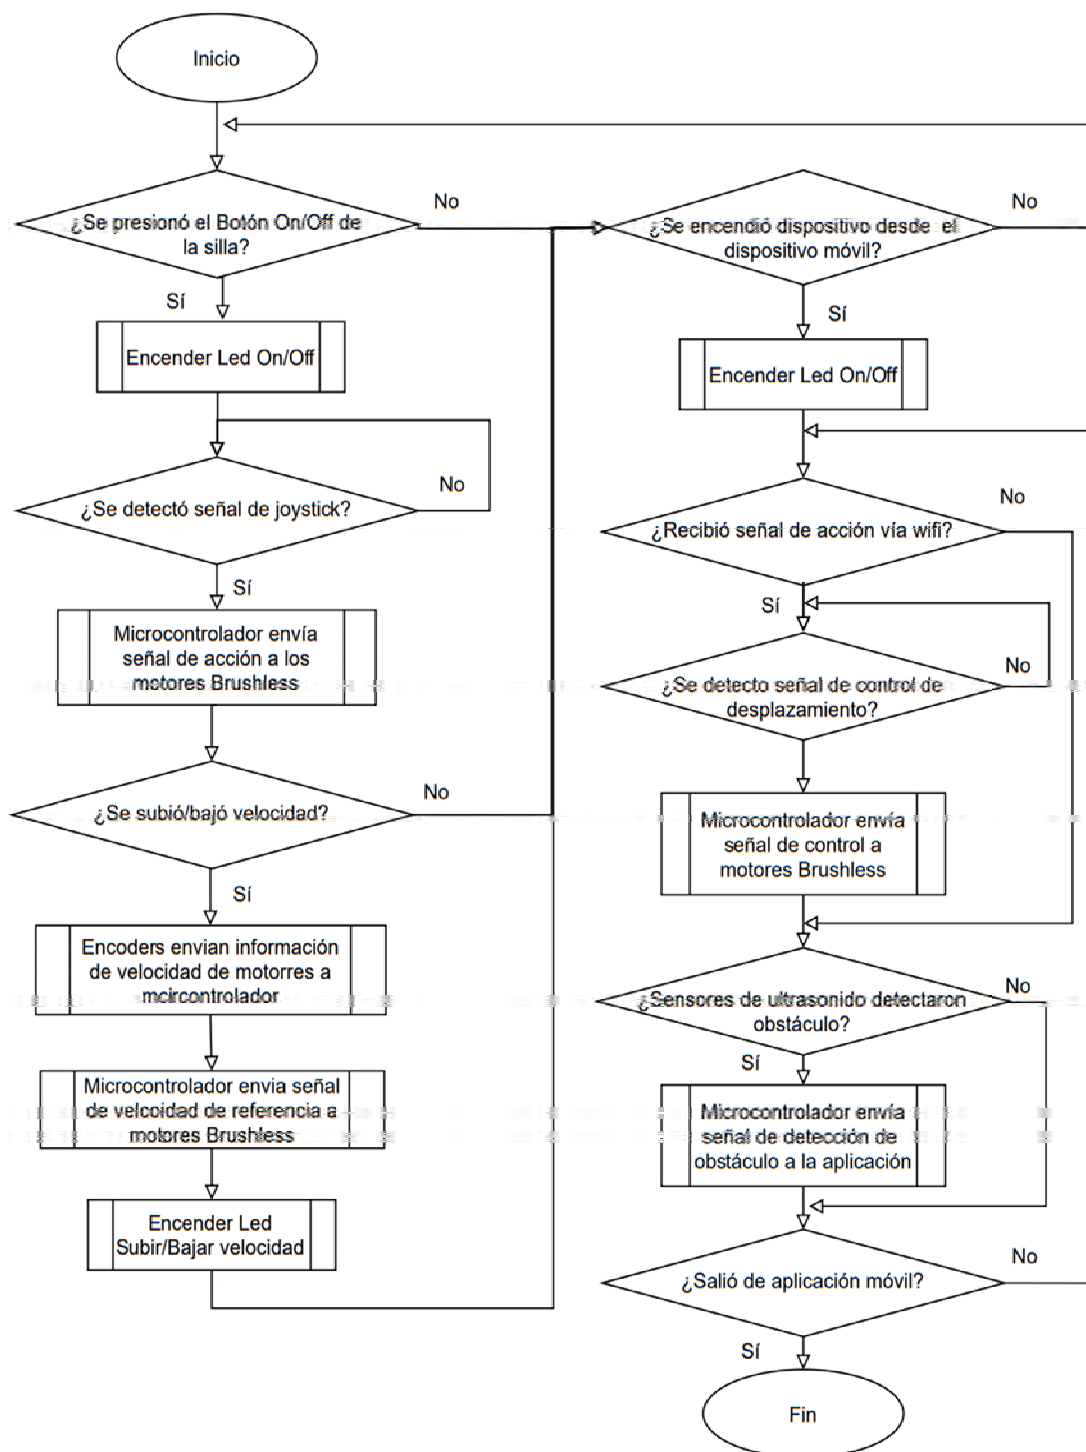 Inicio
¿Se presionó el Botón On/Off de
la silla?
No
Sí
Encender Led On/Off
¿Se detectó señal de joystick?
No
Sí
Microcontrolador envía
señal de acción a los
motores Brushless
¿Se subió/bajó velocidad?
No
Sí
Encoders envian información
de velocidad de motorres a
mcircontrolador
Microcontrolador envia señal
de velcoidad de referencia a
motores Brushless
Encender Led
Subir/Bajar velocidad
¿Se encendió dispositivo desde el
dispositivo móvil?
No
Sí
Encender Led On/Off
¿Recibió señal de acción vía wifi?
No
Sí
¿Se detecto señal de control de
desplazamiento?
No
Microcontrolador envía
señal de control a
motores Brushless
¿Sensores de ultrasonido detectaron
obstáculo?
No
Sí
Microcontrolador envía
señal de detección de
obstáculo a la aplicación
¿Salió de aplicación móvil?
No
Sí
Fin